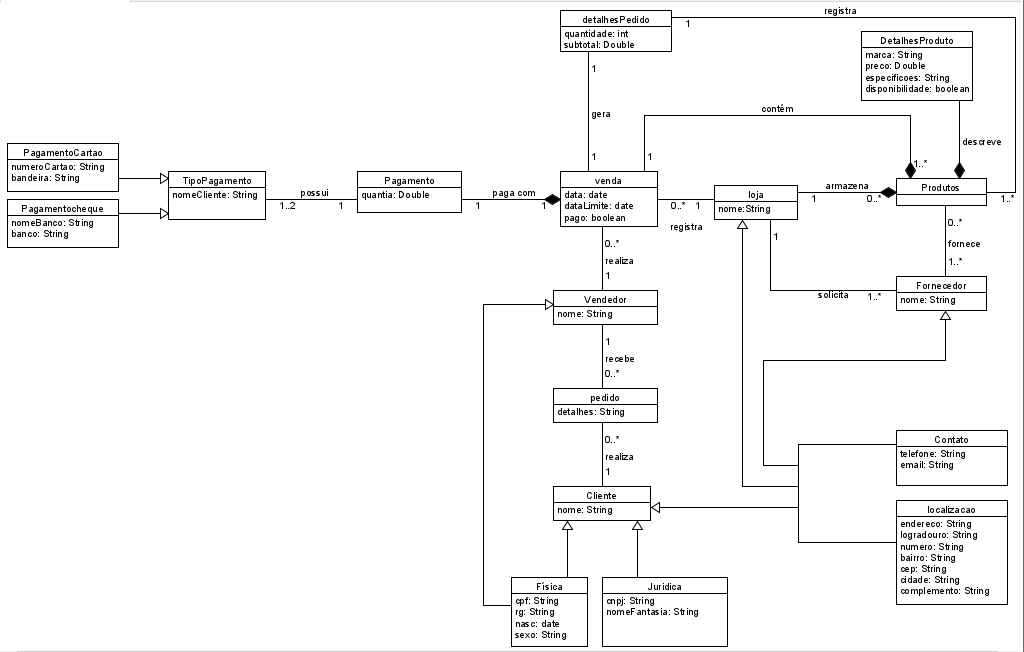 detalhesPedido
quantidade: int
subtotal: Double
1
registra
DetalhesProduto
marca: String
preco: Double
especificoes: String
disponibilidade: boolean
1
gera
1
contém
1
1..*
descreve
PagamentoCartao
numeroCartao: String
bandeira: String
Pagamentocheque
nomeBanco: String
banco: String
TipoPagamento
nomeCliente: String
possui
1..2
1
Pagamento
quantia: Double
paga com
1
1
venda
data: date
dataLimite: date
pago: boolean
0..*
1
registra
loja
nome:String
armazena
1
0..*
Produtos
1..*
0..*
fornece
1..*
1
solicita
1..*
Fornecedor
nome: String
0..*
realiza
1
Vendedor
nome: String
1
recebe
0..*
pedido
detalhes: String
0..*
realiza
1
Cliente
nome: String
Contato
telefone: String
email: String
localizacao
endereco: String
logradouro: String
numero: String
bairro: String
cep: String
cidade: String
complemento: String
Física
cpf: String
rg: String
nasc: date
sexo: String
Juridica
cnpj: String
nomeFantasia: String